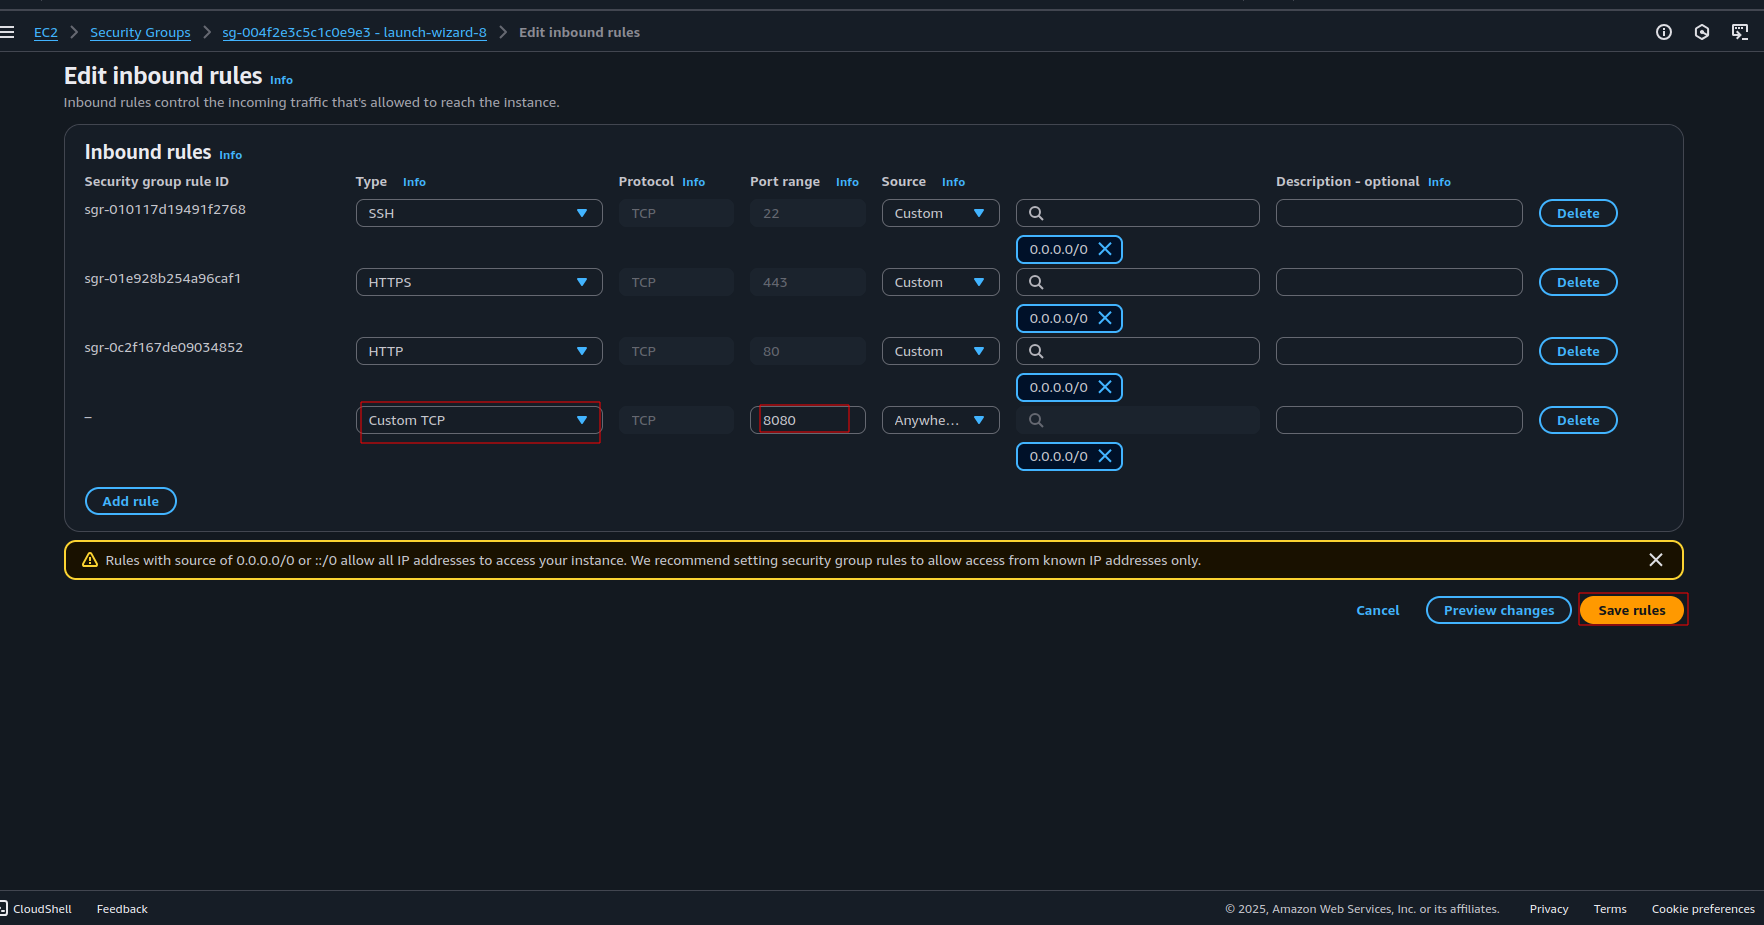 EC2 > Security Groups > sg-004f2e3c5c1c0e9e3 - launch-wizard-8 > Edit inbound rules
Edit inbound rules Info
Inbound rules control the incoming traffic that's allowed to reach the instance.
Inbound rules Info
Security group rule ID Type Info Protocol Info Port range Info Source Info Description - optional Info
sgr-010117d19491f2768 SSH TCP 22 Custom Delete
0.0.0.0/0
sgr-01e928b254a96caf1 HTTPS TCP 443 Custom Delete
0.0.0.0/0
sgr-0c2f167de09034852 HTTP TCP 80 Custom Delete
0.0.0.0/0
– Custom TCP TCP 8080 Anywhe... Delete
0.0.0.0/0
Add rule
Rules with source of 0.0.0.0/0 or ::/0 allow all IP addresses to access your instance. We recommend setting security group rules to allow access from known IP addresses only.
Cancel Preview changes Save rules
CloudShell Feedback © 2025, Amazon Web Services, Inc. or its affiliates. Privacy Terms Cookie preferences